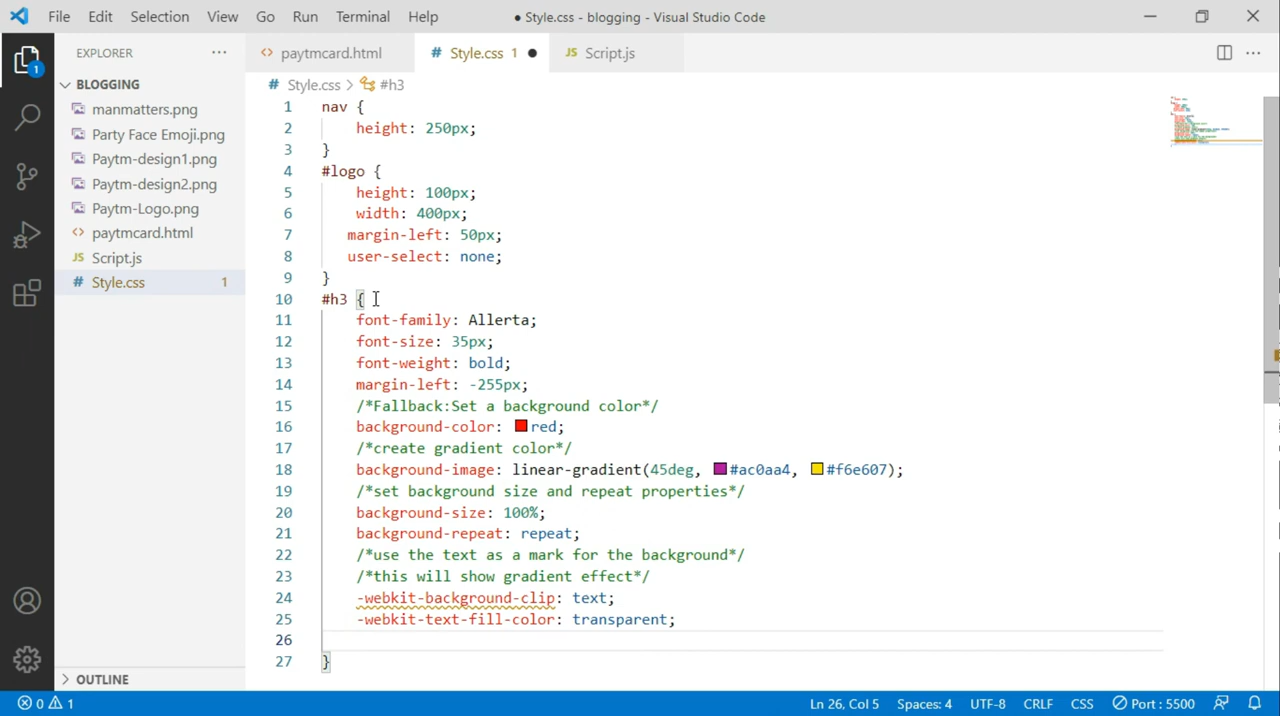 File Edit Selection View Go Run Terminal Help ● Style.css - blogging - Visual Studio Code
EXPLORER ···
<> paytmcard.html # Style.css 1 ● JS Script.js ···
1
BLOGGING
# Style.css > #h3
manmatters.png
Party Face Emoji.png
Paytm-design1.png
Paytm-design2.png
Paytm-Logo.png
<> paytmcard.html
JS Script.js
# Style.css 1
1 nav {
2 height: 250px;
3 }
4 #logo {
5 height: 100px;
6 width: 400px;
7 margin-left: 50px;
8 user-select: none;
9 }
10 #h3 {
11 font-family: Allerta;
12 font-size: 35px;
13 font-weight: bold;
14 margin-left: -255px;
15 /*Fallback:Set a background color*/
16 background-color: red;
17 /*create gradient color*/
18 background-image: linear-gradient(45deg, #ac0aa4, #f6e607);
19 /*set background size and repeat properties*/
20 background-size: 100%;
21 background-repeat: repeat;
22 /*use the text as a mark for the background*/
23 /*this will show gradient effect*/
24 -webkit-background-clip: text;
25 -webkit-text-fill-color: transparent;
26
27 }
> OUTLINE
0 1 Ln 26, Col 5 Spaces: 4 UTF-8 CRLF CSS Port : 5500